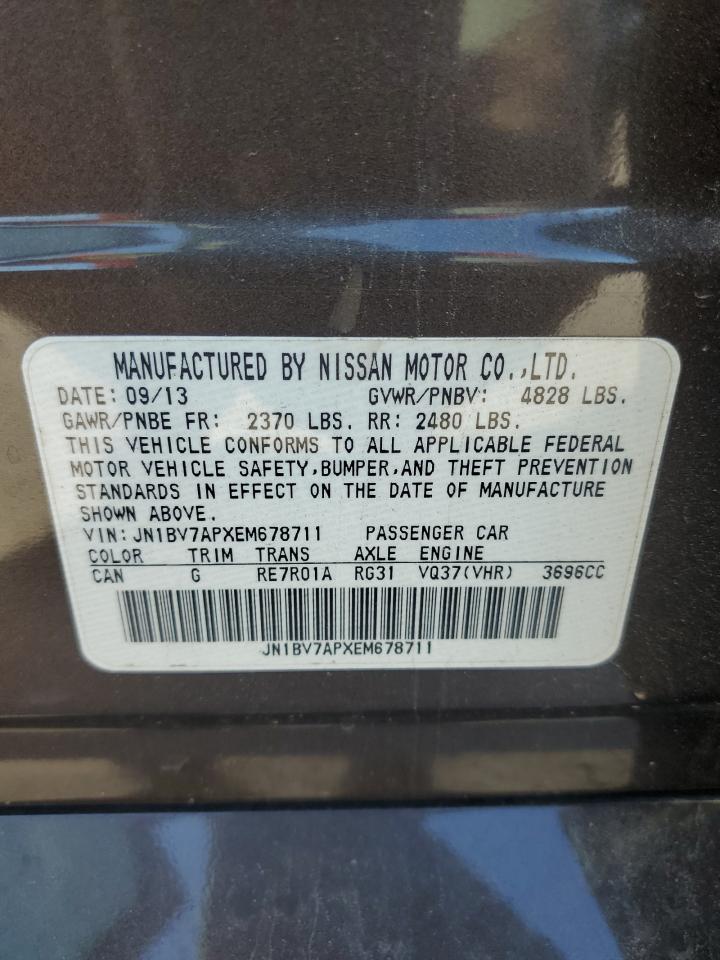 MANUFACTURED BY NISSAN MOTOR CO.,LTD.
DATE: 09/13 GVWR/PNBV: 4828 LBS.
GAWR/PNBE FR: 2370 LBS. RR: 2480 LBS.
THIS VEHICLE CONFORMS TO ALL APPLICABLE FEDERAL
MOTOR VEHICLE SAFETY,BUMPER,AND THEFT PREVENTION
STANDARDS IN EFFECT ON THE DATE OF MANUFACTURE
SHOWN ABOVE.
VIN:JN1BV7APXEM678711 PASSENGER CAR
COLOR TRIM TRANS AXLE ENGINE
CAN G RE7R01A RG31 VQ37(VHR) 3696CC
JN1BV7APXEM678711